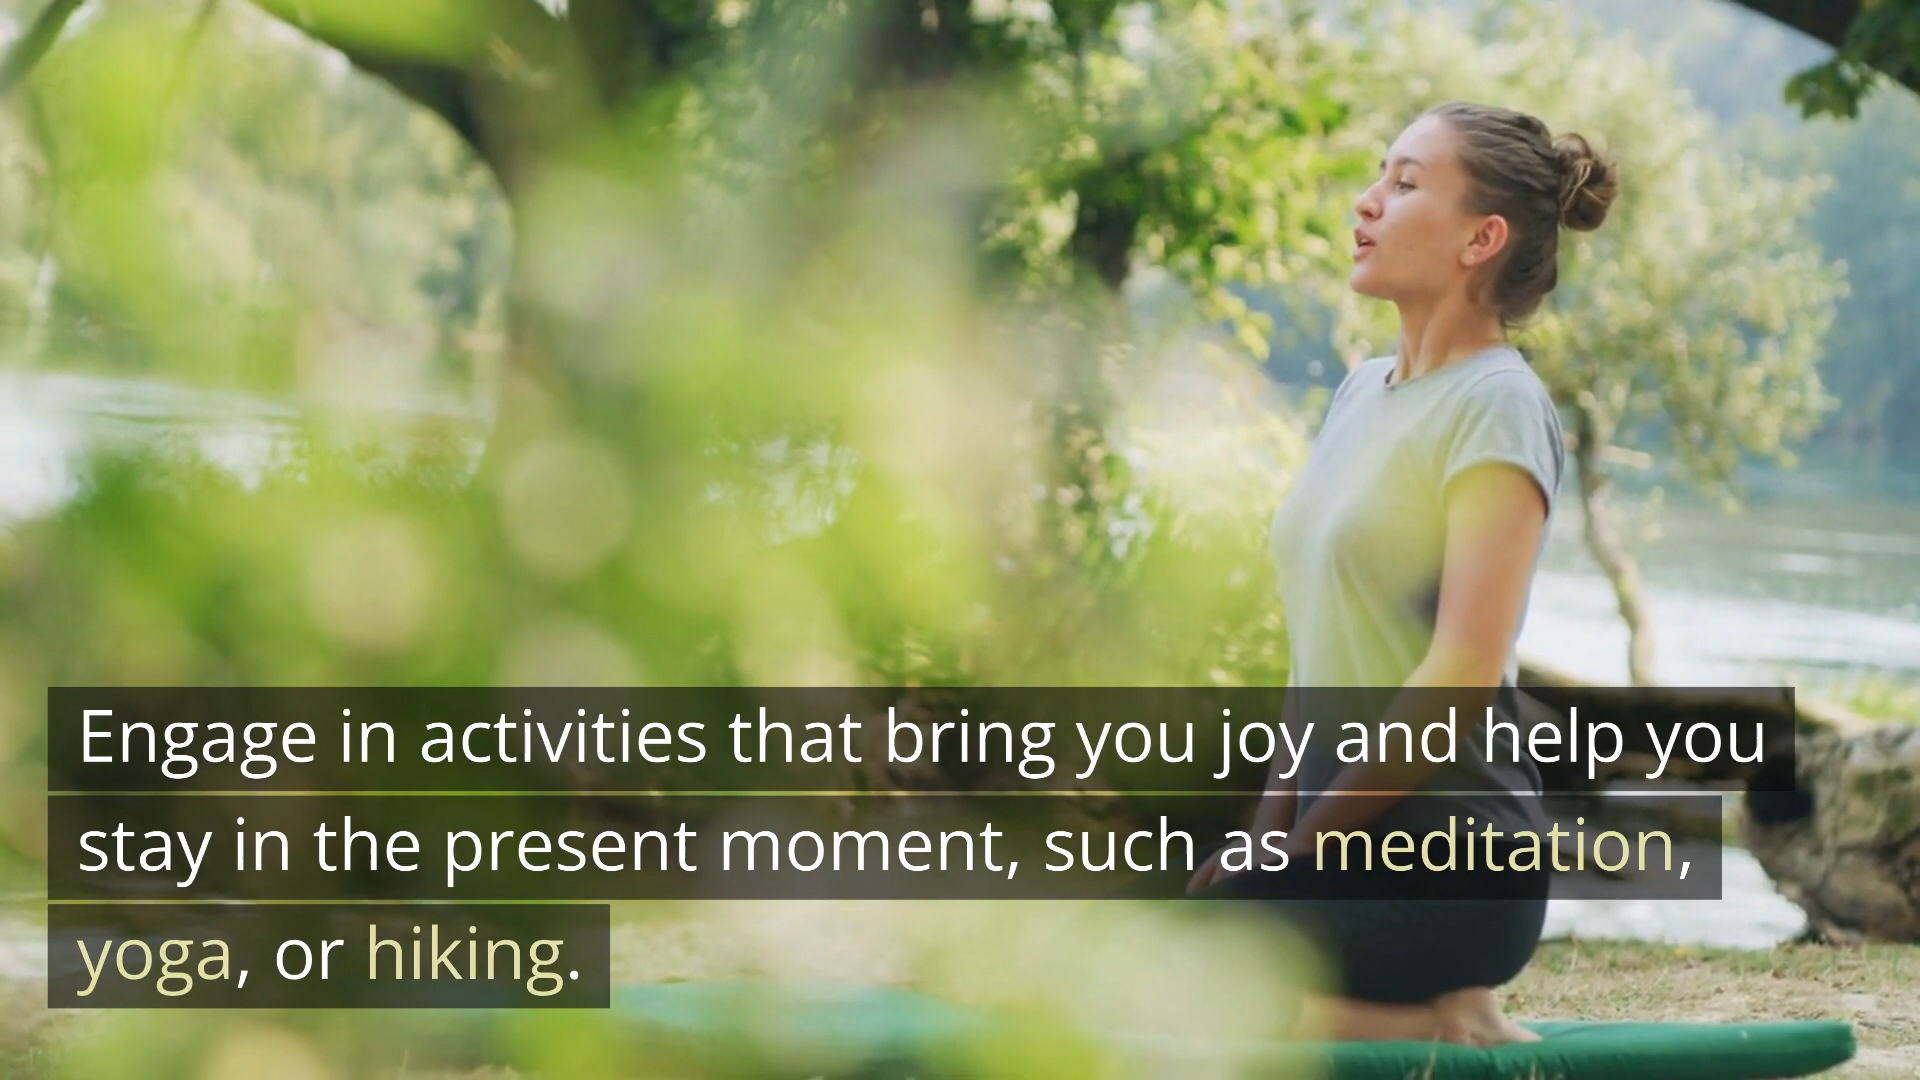 Engage in activities that bring you joy and help you
stay in the present moment, such as meditation,
yoga, or hiking.